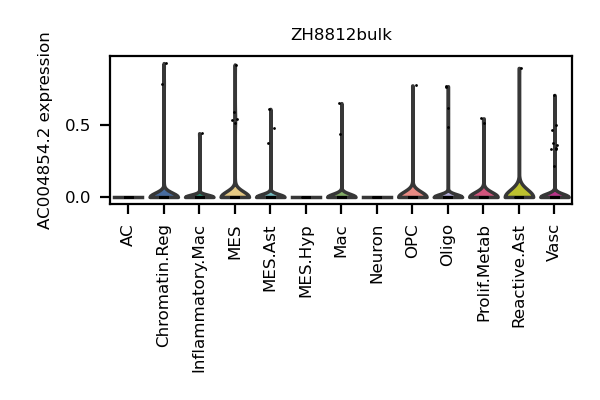 ZH8812bulk
AC004854.2 expression
0.5
0.0
AC
Chromatin.Reg
Inflammatory.Mac
MES
MES.Ast
MES.Hyp
Mac
Neuron
OPC
Oligo
Prolif.Metab
Reactive.Ast
Vasc